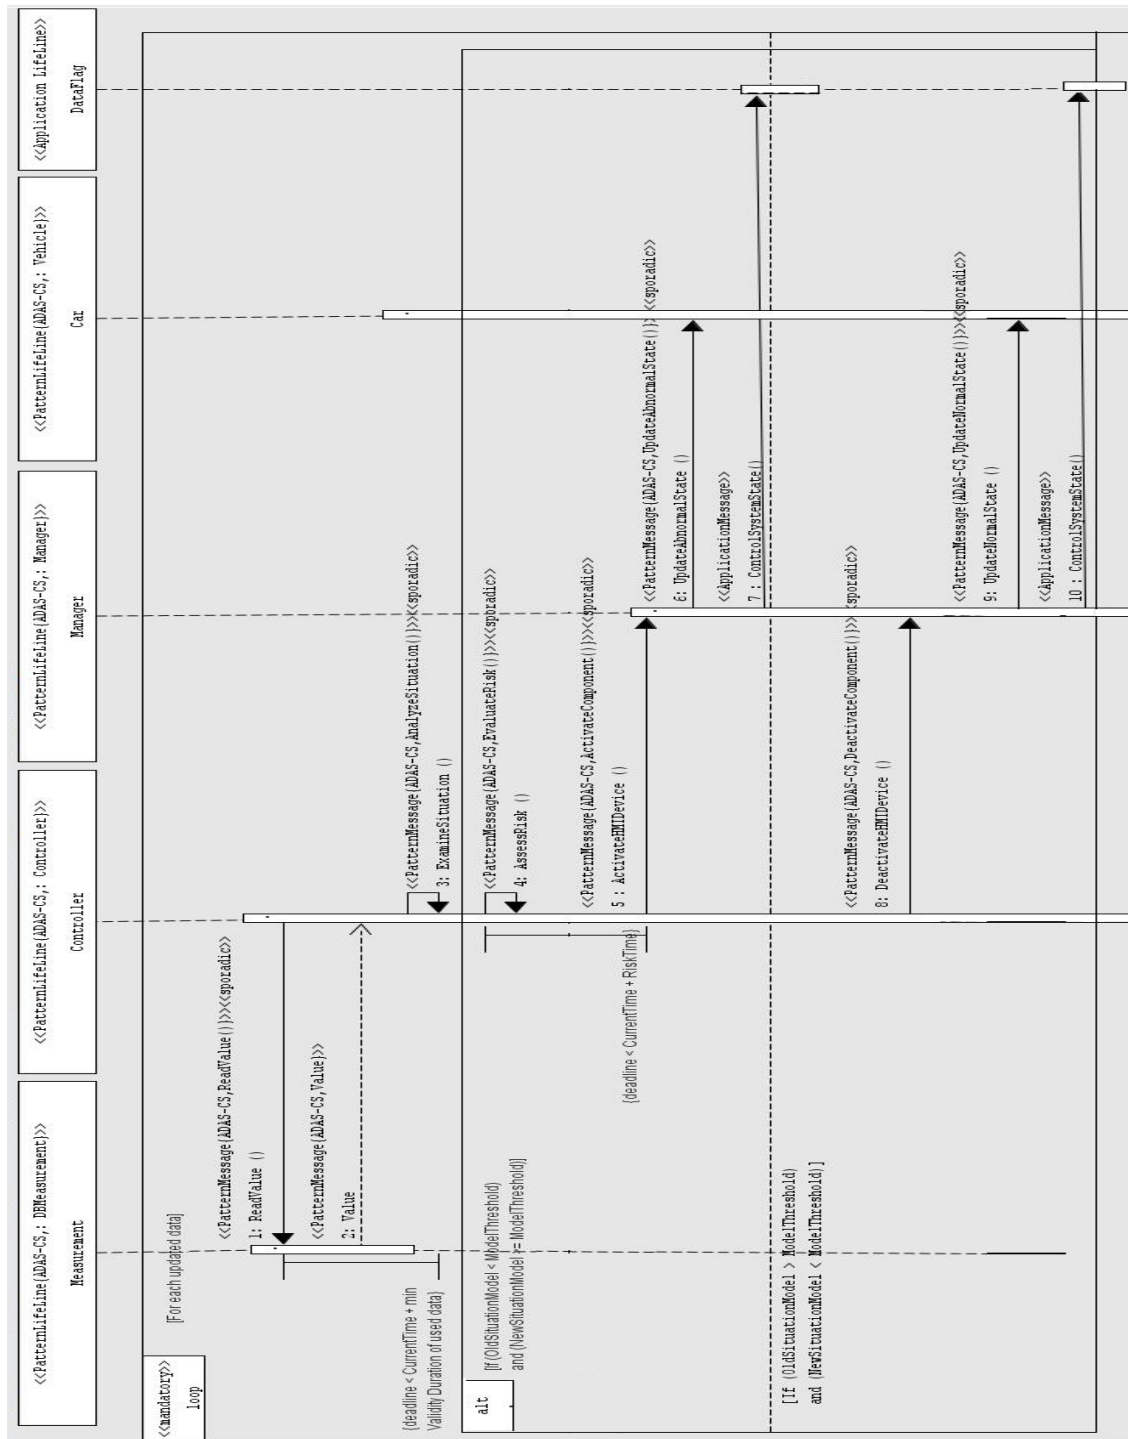 <<PatternLifeLine{ADAS-CS,: DBMeasurement}>>
Measurement
<<PatternLifeLine{ADAS-CS,: Controller}>>
Controller
<<PatternLifeLine{ADAS-CS,: Manager}>>
Manager
<<PatternLifeLine{ADAS-CS,: Vehicle}>>
Car
<<Application LifeLine>>
DataFlag
<<mandatory>>
loop
[For each updated data]
<<PatternMessage{ADAS-CS,ReadValue()}>><<sporadic>>
1: ReadValue ()
<<PatternMessage{ADAS-CS,Value}>>
2: Value
{deadline < CurrentTime + min
Validity Duration of used data}
<<PatternMessage{ADAS-CS,AnalyzeSituation()}>><<sporadic>>
3: ExamineSituation ()
alt
[If (OldSituationModel < ModelThreshold)
and (NewSituationModel >= ModelThreshold)]
<<PatternMessage{ADAS-CS,EvaluateRisk()}>><<sporadic>>
4: AssessRisk ()
<<PatternMessage{ADAS-CS,ActivateComponent()}>><<sporadic>>
5 : ActivateHMIDevice ()
{deadline < CurrentTime + RiskTime}
<<PatternMessage{ADAS-CS,UpdateAbnormalState()}> <<sporadic>>
6: UpdateAbnormalState ()
<<ApplicationMessage>>
7 : ControlSystemState()
[If (OldSituationModel > ModelThreshold)
and (NewSituationModel < ModelThreshold)]
<<PatternMessage{ADAS-CS,DeactivateComponent()}>><sporadic>>
8: DeactivateHMIDevice ()
<<PatternMessage{ADAS-CS,UpdateNormalState()}>><<sporadic>>
9: UpdateNormalState ()
<<ApplicationMessage>>
10 : ControlSystemState()